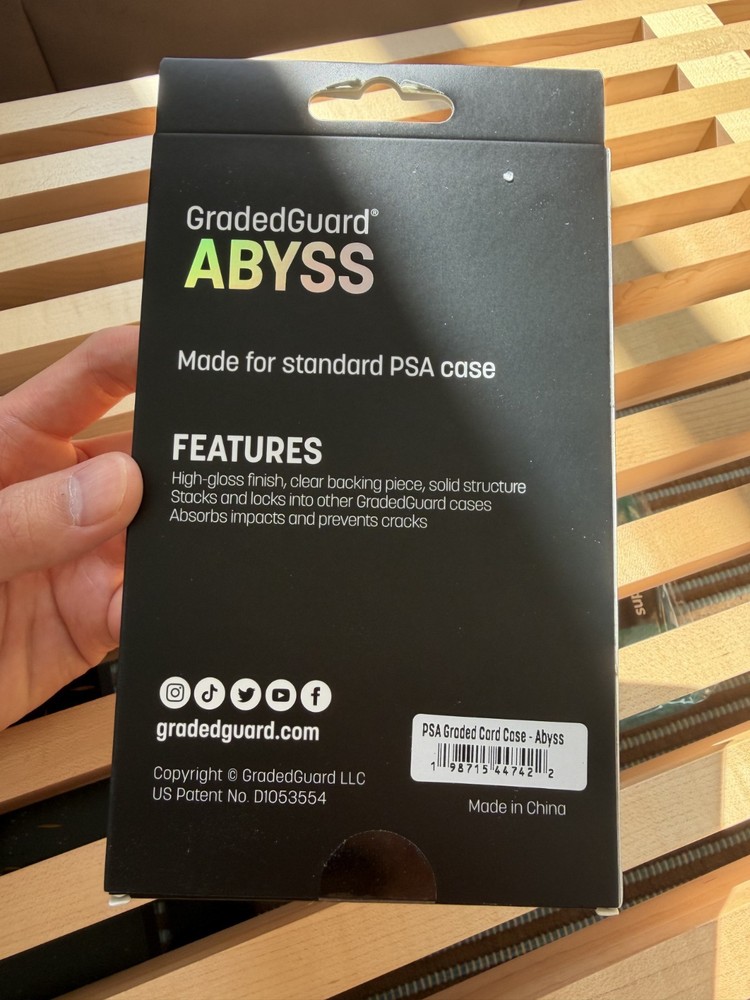 GradedGuard®
ABYSS
Made for standard PSA case
FEATURES
High-gloss finish, clear backing piece, solid structure
Stacks and locks into other GradedGuard cases
Absorbs impacts and prevents cracks
gradedguard.com
Copyright © GradedGuard LLC
US Patent No. D1053554
PSA Graded Card Case - Abyss
1 98715 44742 2
Made in China